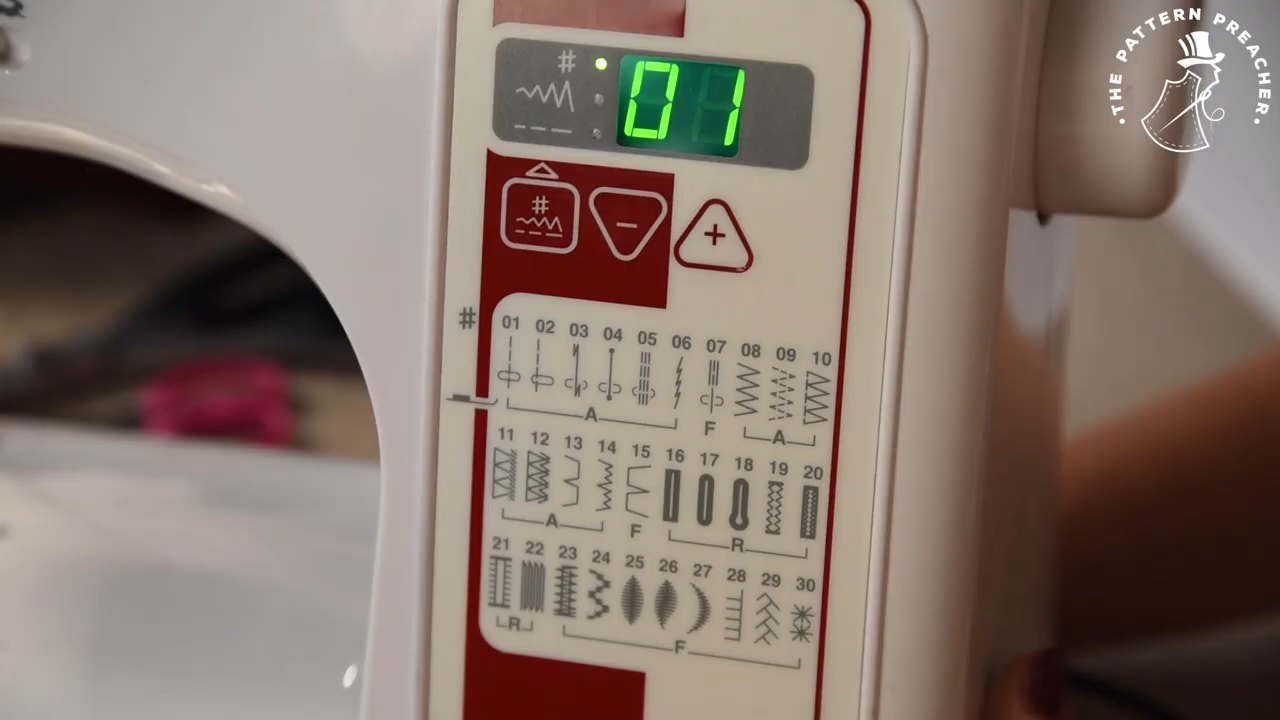 THE PATTERN PREACHER.
# 01
#
- +
# 01 02 03 04 05 06 07 08 09 10
A F A
11 12 13 14 15 16 17 18 19 20
A F R
21 22 23 24 25 26 27 28 29 30
R F